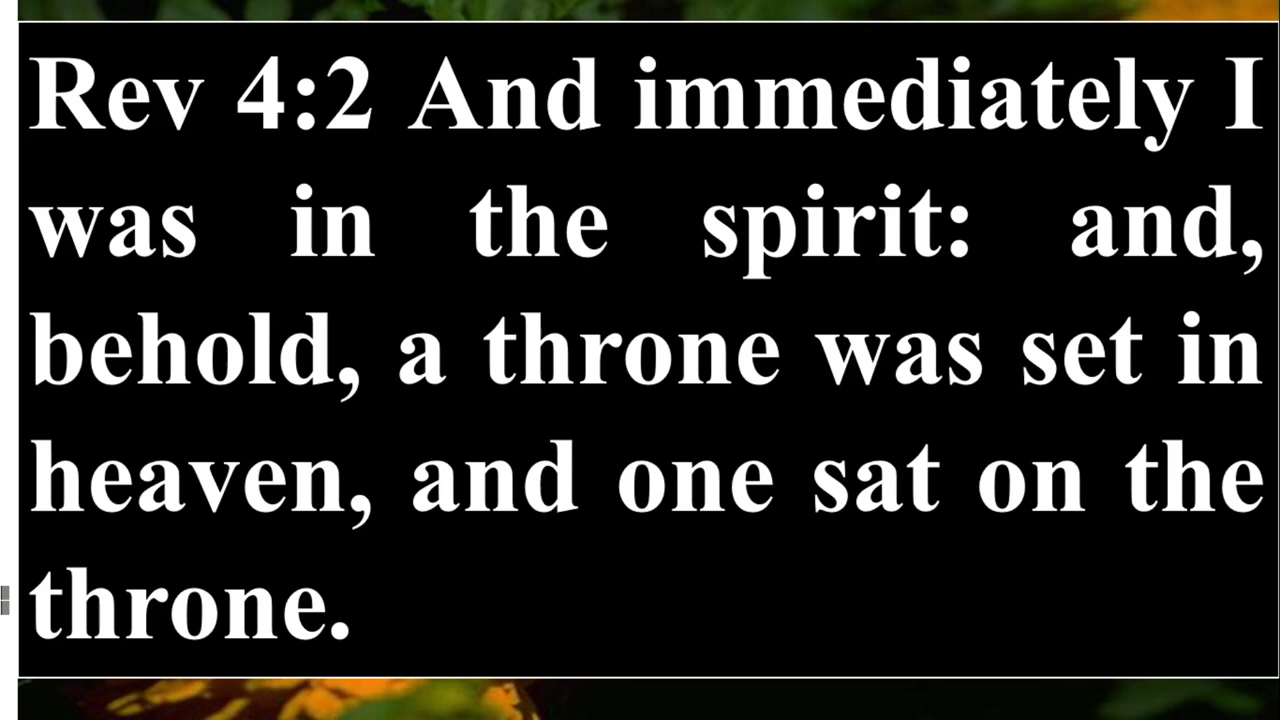 Rev 4:2 And immediately I
was in the spirit: and,
behold, a throne was set in
heaven, and one sat on the
throne.